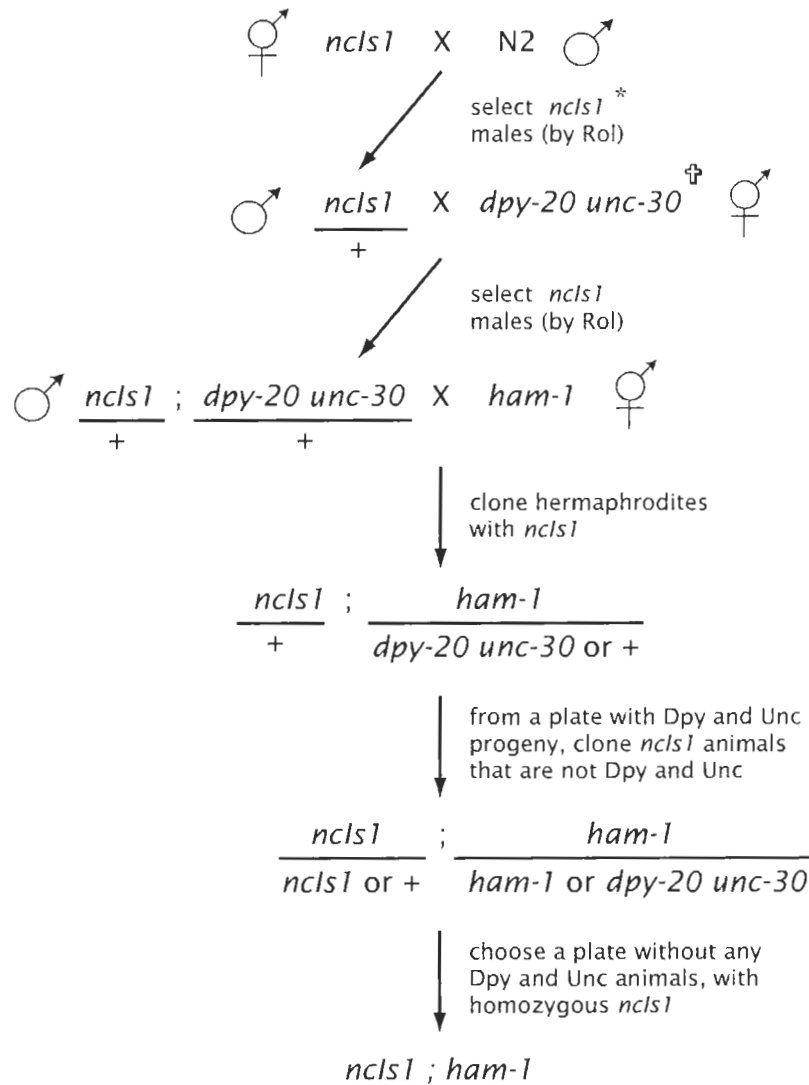 ncIs1 X N2
select ncIs1 *
males (by Rol)
ncIs1 X dpy-20 unc-30 ✞
+
select ncIs1
males (by Rol)
ncIs1 ; dpy-20 unc-30 X ham-1
+ +
clone hermaphrodites
with ncIs1
ncIs1 ; ham-1
+ dpy-20 unc-30 or +
from a plate with Dpy and Unc
progeny, clone ncIs1 animals
that are not Dpy and Unc
ncIs1 ; ham-1
ncIs1 or + ham-1 or dpy-20 unc-30
choose a plate without any
Dpy and Unc animals, with
homozygous ncIs1
ncIs1 ; ham-1